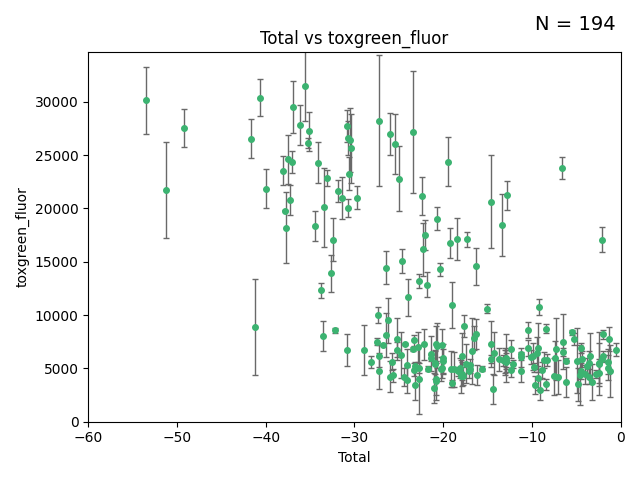 N = 194
Total vs toxgreen_fluor
30000
25000
20000
15000
10000
5000
0
toxgreen_fluor
−60 −50 −40 −30 −20 −10 0
Total